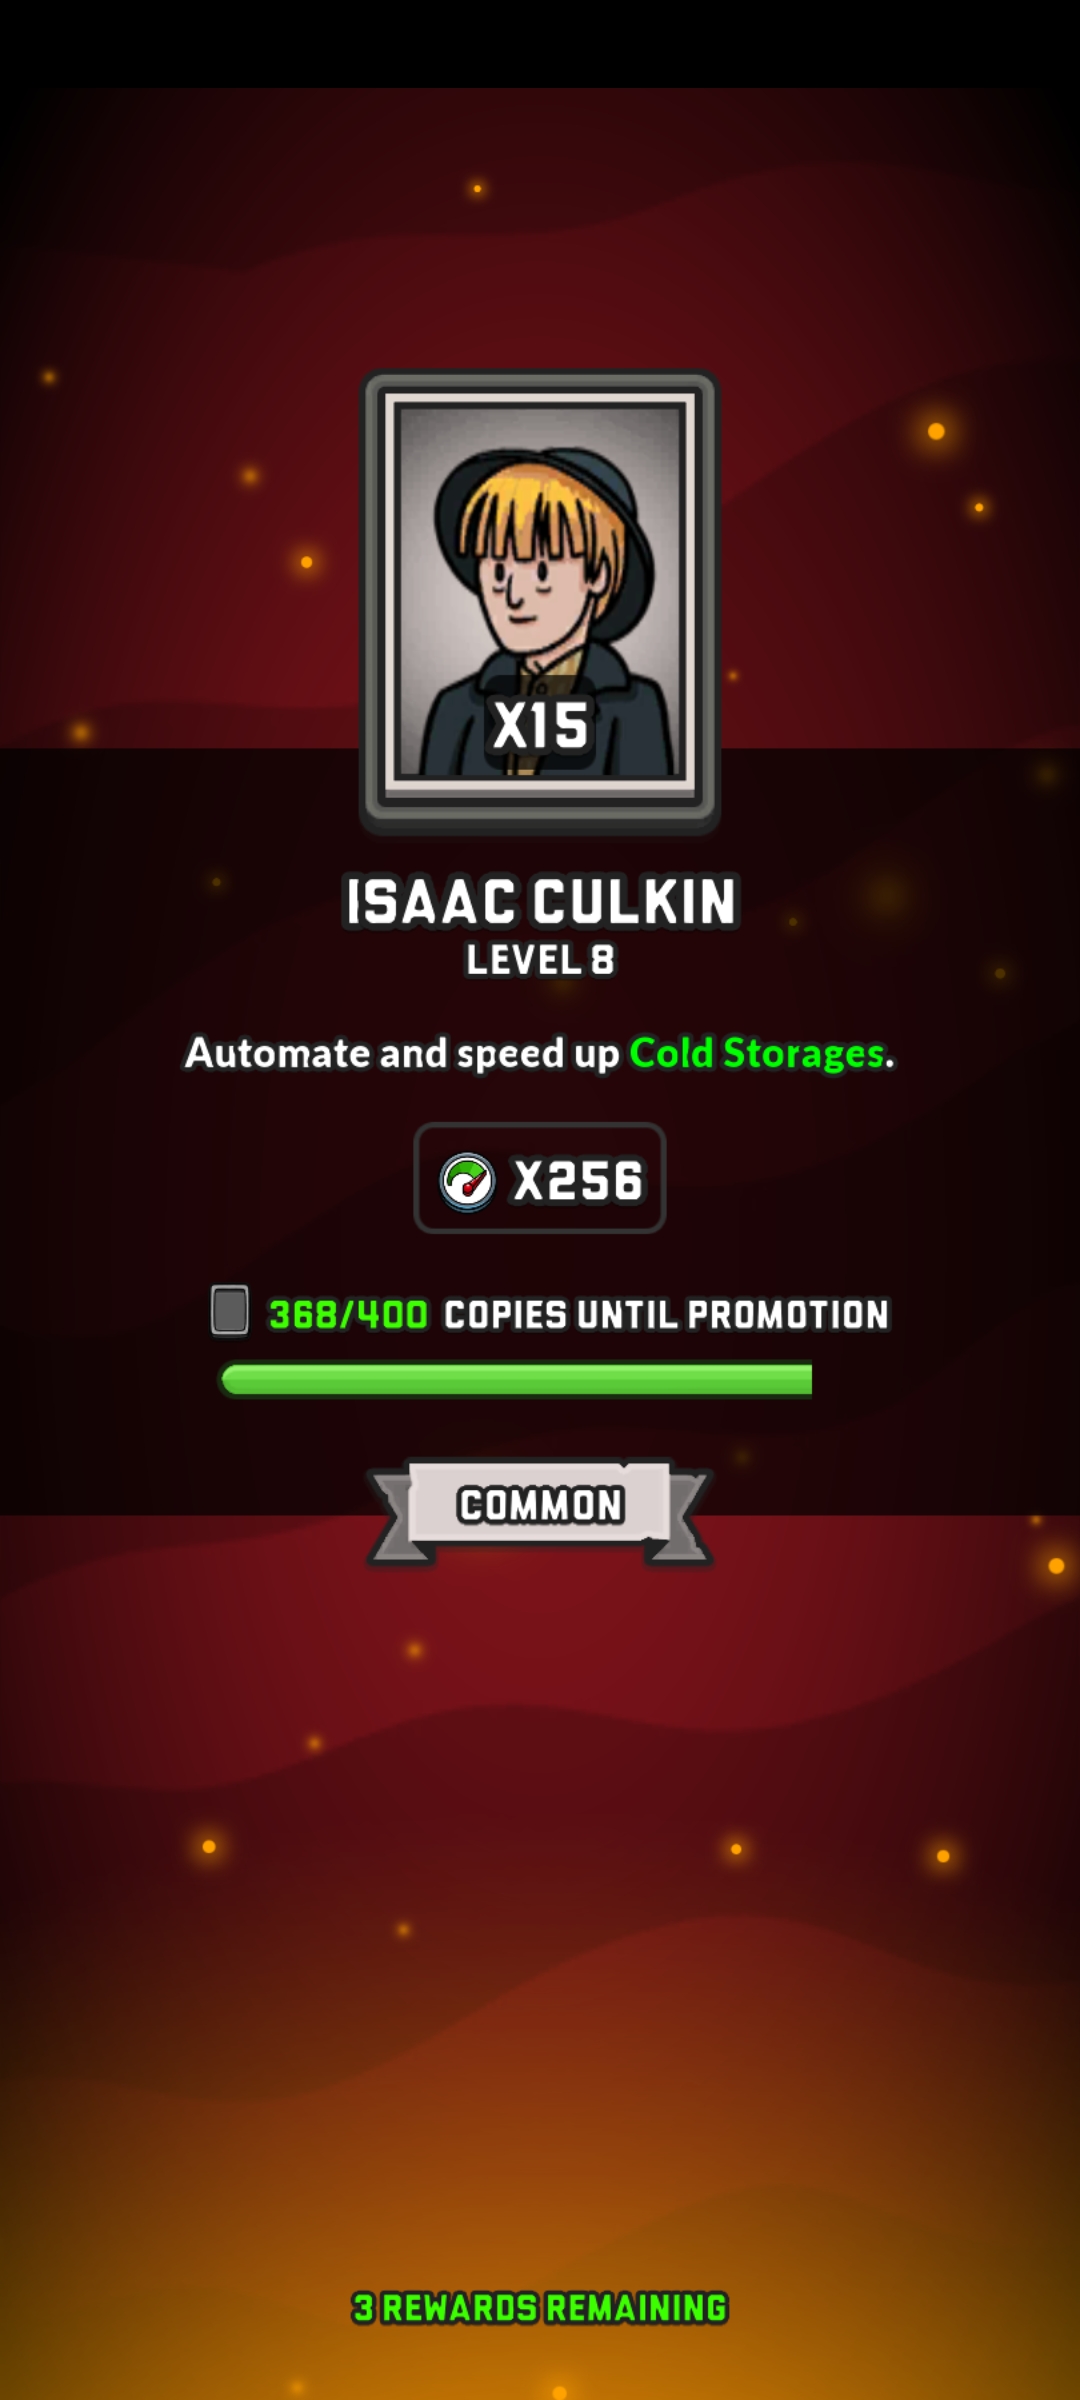 X15
ISAAC CULKIN
LEVEL 8
Automate and speed up Cold Storages.
X256
368/400 COPIES UNTIL PROMOTION
COMMON
3 REWARDS REMAINING